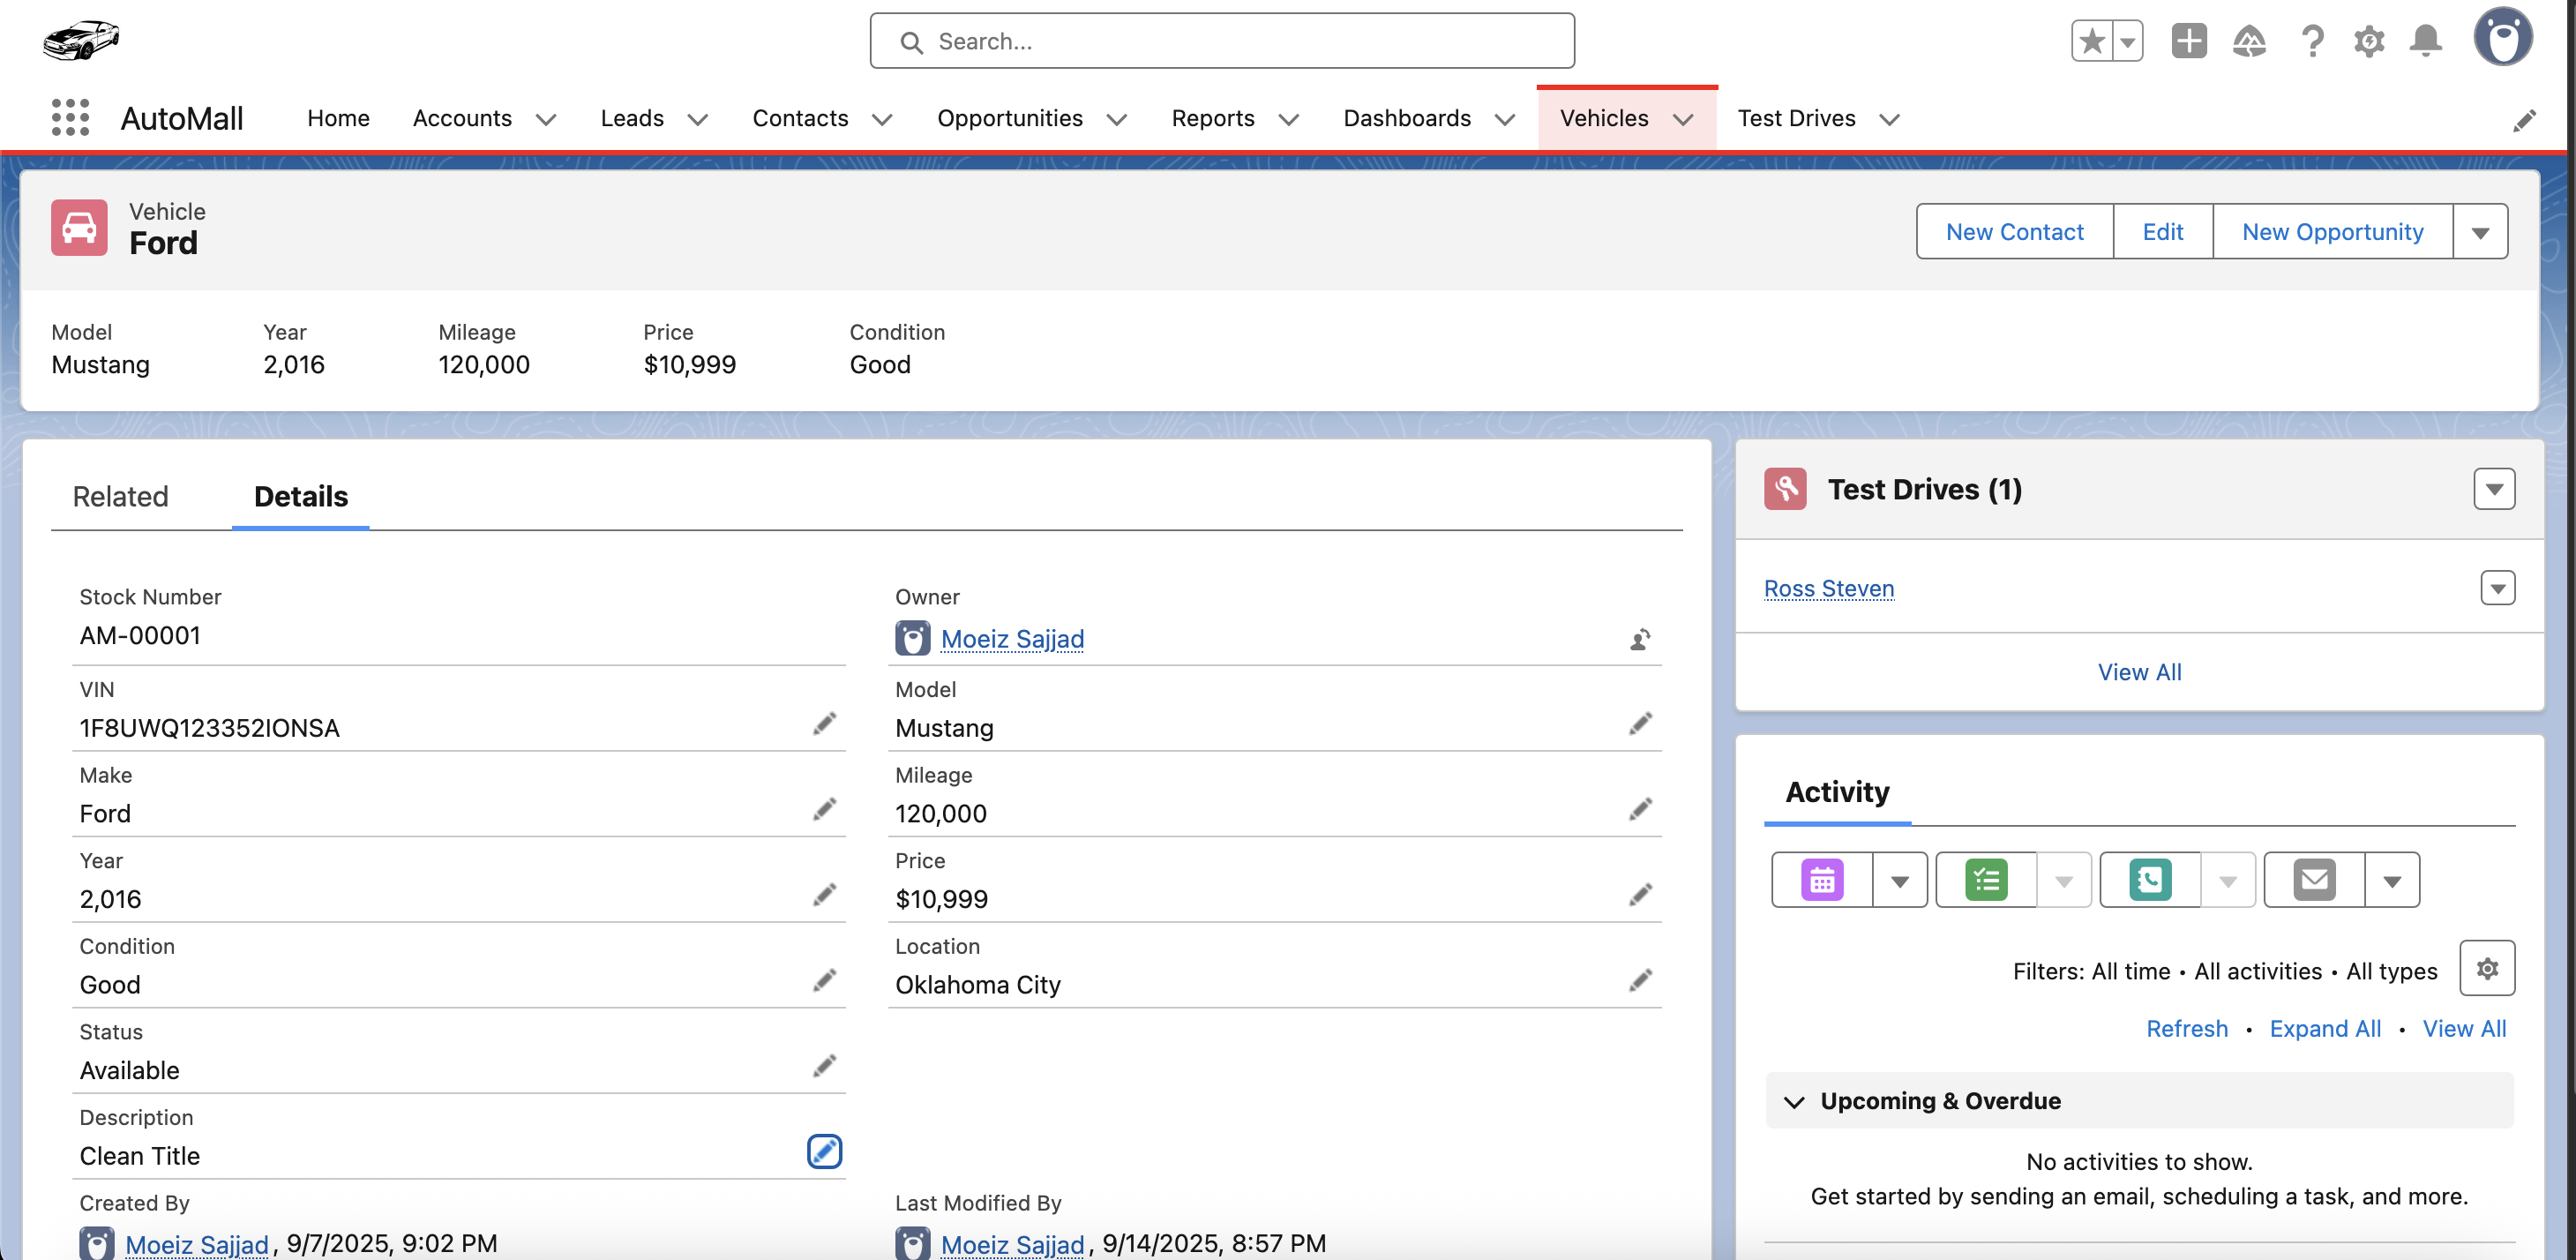 Search...
AutoMall Home Accounts Leads Contacts Opportunities Reports Dashboards Vehicles Test Drives
Vehicle
Ford
New Contact Edit New Opportunity
Model Year Mileage Price Condition
Mustang 2,016 120,000 $10,999 Good
Related Details
Stock Number
AM-00001
Owner
Moeiz Sajjad
VIN
1F8UWQ123352IONSA
Model
Mustang
Make
Ford
Mileage
120,000
Year
2,016
Price
$10,999
Condition
Good
Location
Oklahoma City
Status
Available
Description
Clean Title
Created By
Moeiz Sajjad, 9/7/2025, 9:02 PM
Last Modified By
Moeiz Sajjad, 9/14/2025, 8:57 PM
Test Drives (1)
Ross Steven
View All
Activity
Filters: All time • All activities • All types
Refresh • Expand All • View All
Upcoming & Overdue
No activities to show.
Get started by sending an email, scheduling a task, and more.